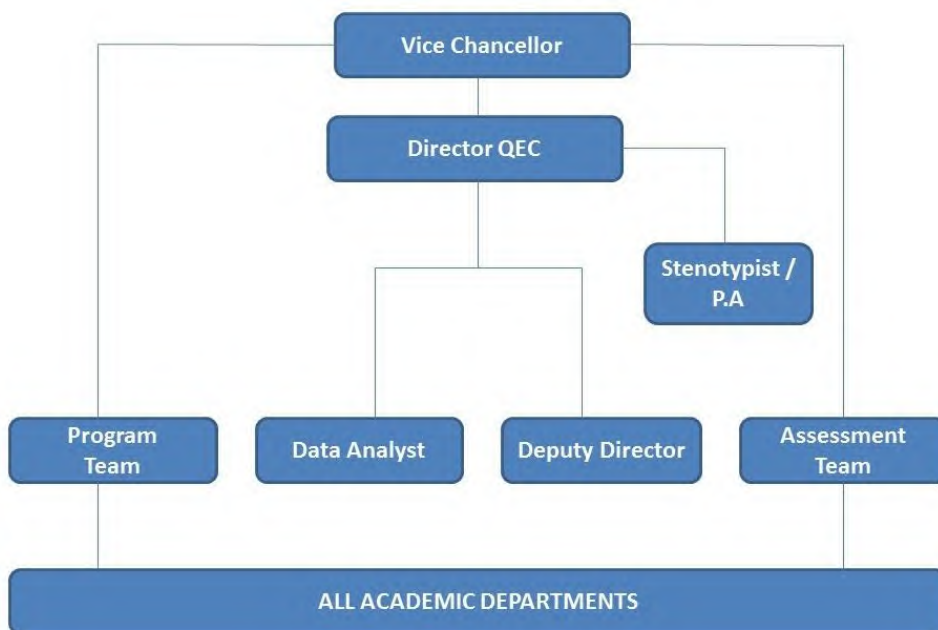 Vice Chancellor
Director QEC
Stenotypist /
P.A
Program
Team
Data Analyst
Deputy Director
Assessment
Team
ALL ACADEMIC DEPARTMENTS